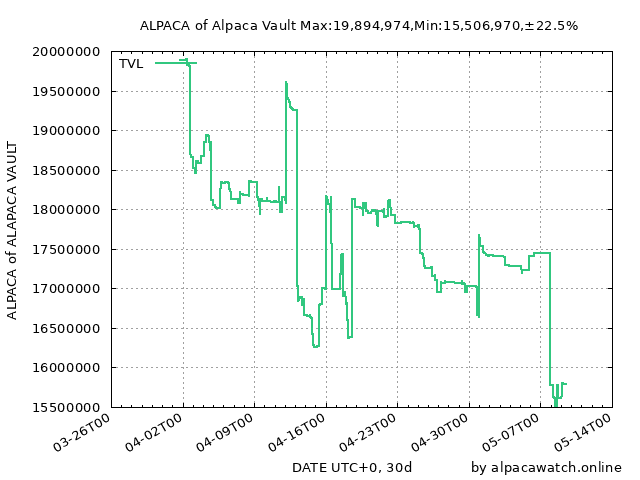 ALPACA of Alpaca Vault Max:19,894,974,Min:15,506,970,±22.5%
TVL
20000000
19500000
19000000
18500000
18000000
17500000
17000000
16500000
16000000
15500000
ALPACA of ALAPACA VAULT
03-26T00
04-02T00
04-09T00
04-16T00
04-23T00
04-30T00
05-07T00
05-14T00
DATE UTC+0, 30d
by alpacawatch.online